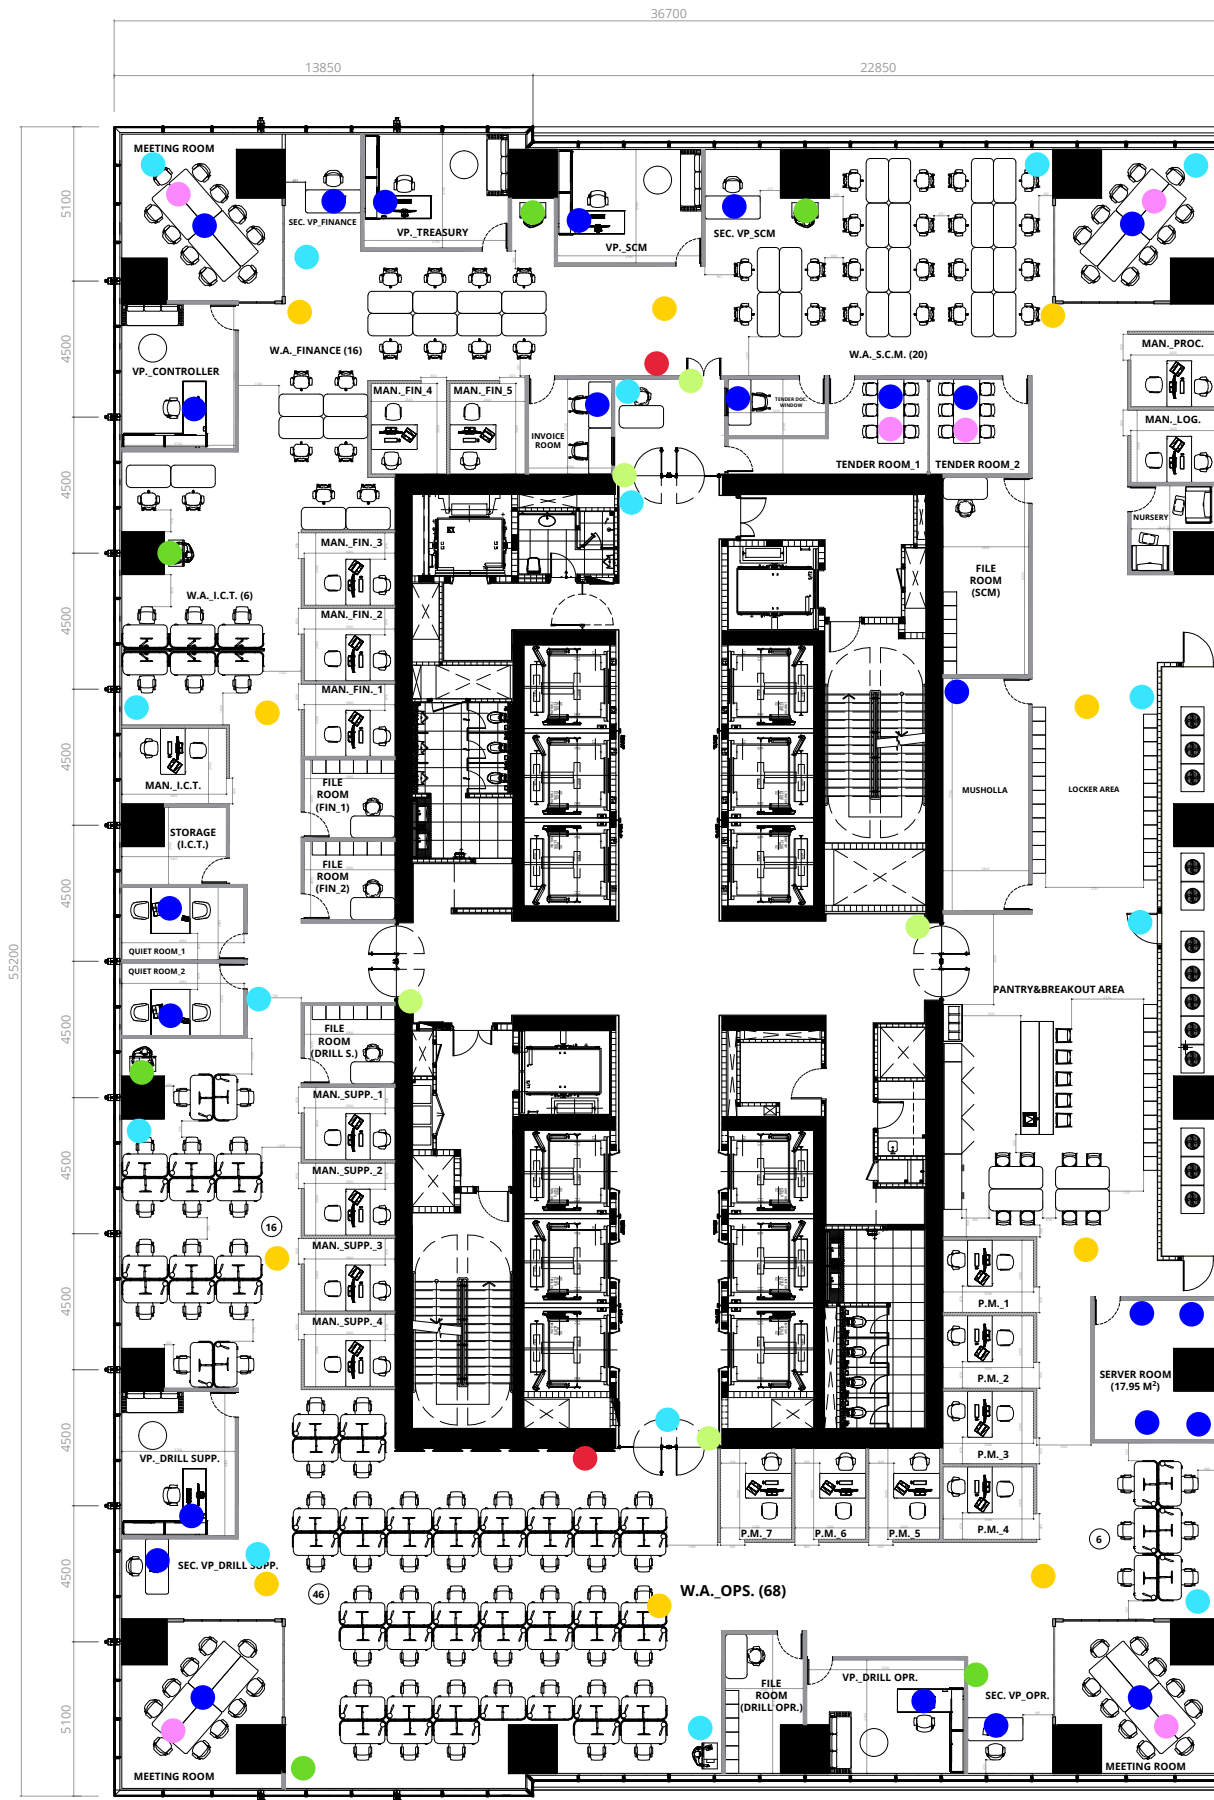 36700
13850
22850
MEETING ROOM
SEC. VP_FINANCE
VP._TREASURY
VP._SCM
SEC. VP_SCM
5100
4500
W.A._FINANCE (16)
W.A._S.C.M. (20)
MAN._PROC.
VP._CONTROLLER
MAN._FIN_4
MAN._FIN_5
TENDER DOC.
WINDOW
INVOICE
ROOM
MAN._LOG.
TENDER ROOM_1
TENDER ROOM_2
4500
NURSERY
MAN._FIN._3
FILE
ROOM
(SCM)
W.A._I.C.T. (6)
MAN._FIN._2
4500
MAN._FIN._1
4500
MAN._I.C.T.
FILE
ROOM
(FIN_1)
MUSHOLLA
LOCKER AREA
STORAGE
(I.C.T.)
FILE
ROOM
(FIN_2)
4500
QUIET ROOM_1
55200
QUIET ROOM_2
PANTRY&BREAKOUT AREA
4500
FILE
ROOM
(DRILL S.)
MAN._SUPP._1
4500
MAN._SUPP._2
16
MAN._SUPP._3
4500
P.M._1
MAN._SUPP._4
P.M._2
SERVER ROOM
(17.95 M²)
4500
VP._DRILL SUPP.
P.M._3
P.M._7
P.M._6
P.M._5
P.M._4
6
SEC. VP_DRILL SUPP.
4500
46
W.A._OPS. (68)
VP._DRILL OPR.
FILE
ROOM
(DRILL OPR.)
SEC. VP_OPR.
5100
MEETING ROOM
MEETING ROOM